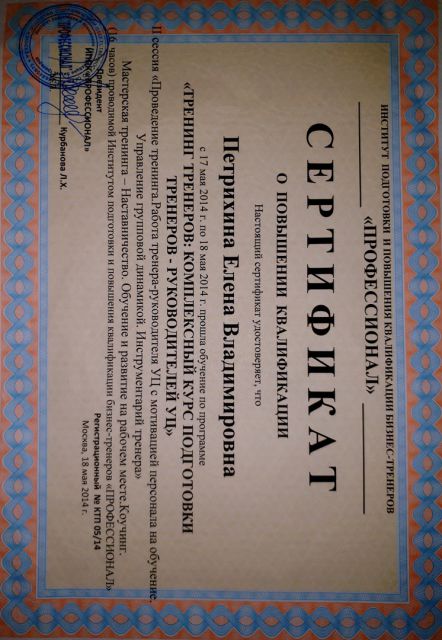 ИНСТИТУТ ПОДГОТОВКИ И ПОВЫШЕНИЯ КВАЛИФИКАЦИИ БИЗНЕС-ТРЕНЕРОВ
«ПРОФЕССИОНАЛ»
СЕРТИФИКАТ
О ПОВЫШЕНИИ КВАЛИФИКАЦИИ
Настоящий сертификат удостоверяет, что
Петрихина Елена Владимировна
с 17 мая 2014 г. по 18 мая 2014 г. прошла обучение по программе
«ТРЕНИНГ ТРЕНЕРОВ: КОМПЛЕКСНЫЙ КУРС ПОДГОТОВКИ
ТРЕНЕРОВ - РУКОВОДИТЕЛЕЙ УЦ»
II сессия «Проведение тренинга.Работа тренера-руководителя УЦ с мотивацией персонала на обучение.
Управление групповой динамикой. Инструментарий тренера»
Мастерская тренинга – Наставничество. Обучение и развитие на рабочем месте.Коучинг.
(16 часов) проводимой Институтом подготовки и повышения квалификации бизнес-тренеров «ПРОФЕССИОНАЛ»
Президент
ИППК «ПРОФЕССИОНАЛ»
Курбанова Л.Х.
Регистрационный № КТП 05/14
Москва, 18 мая 2014 г.